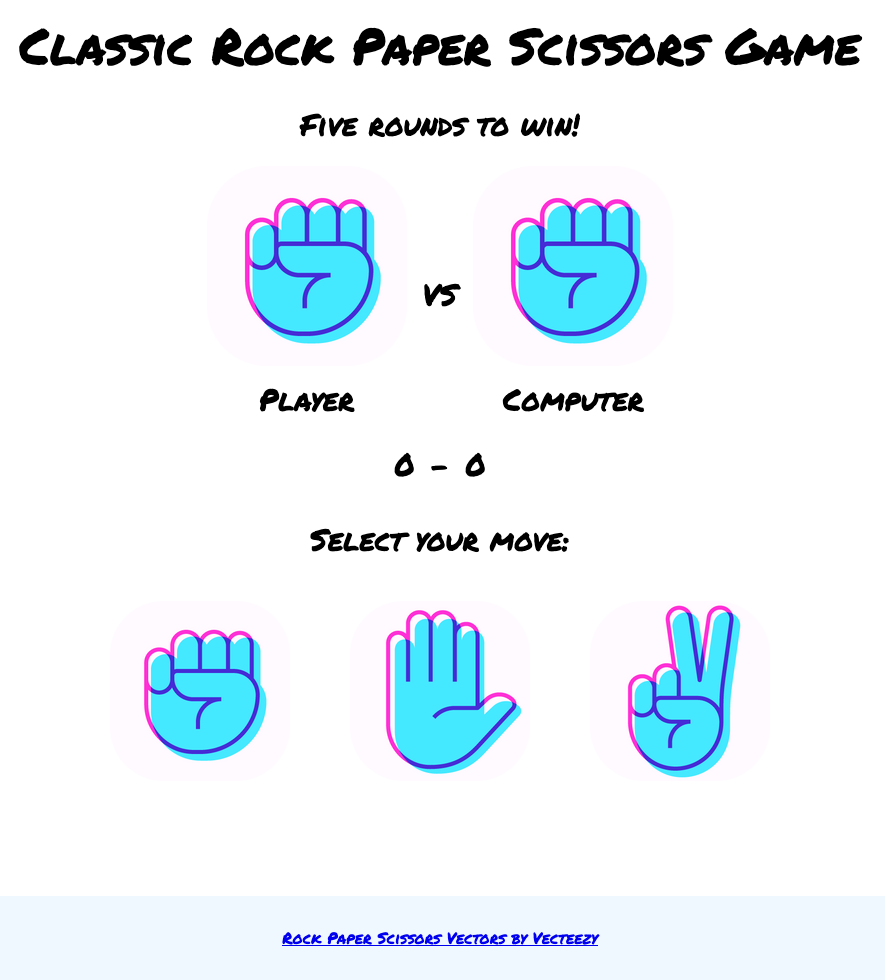 Classic Rock Paper Scissors Game
Five rounds to win!
vs
Player
Computer
0 - 0
Select your move:
Rock Paper Scissors Vectors by Vecteezy